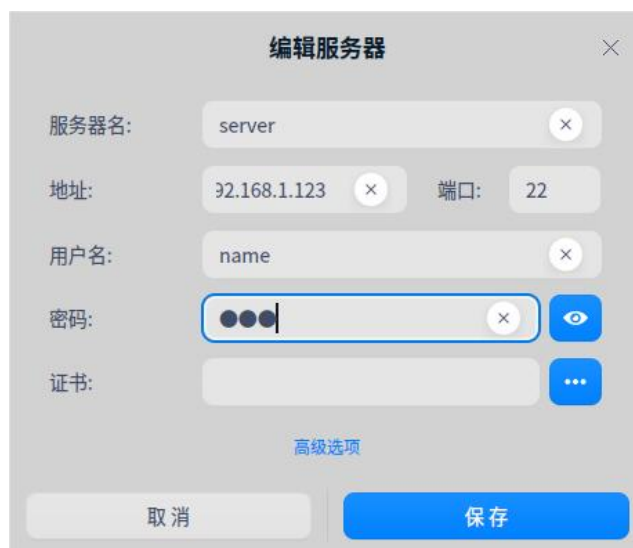 编辑服务器
服务器名: server
地址: 92.168.1.123 端口: 22
用户名: name
密码: ●●●
证书:
高级选项
取消 保存